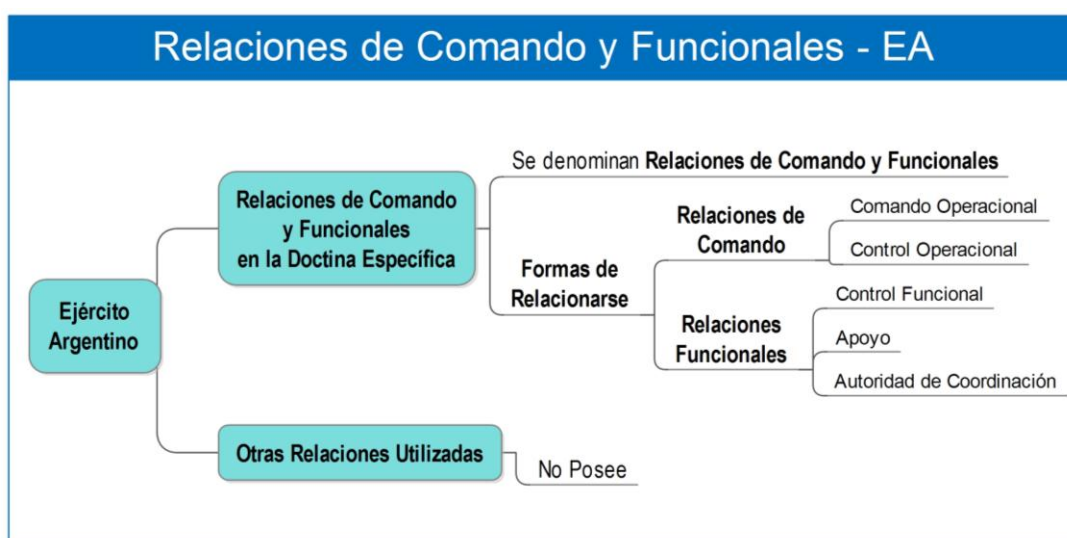 Relaciones de Comando y Funcionales - EA
Ejército
Argentino
Relaciones de Comando
y Funcionales
en la Doctina Específica
Se denominan Relaciones de Comando y Funcionales
Formas de
Relacionarse
Relaciones de
Comando
Comando Operacional
Control Operacional
Relaciones
Funcionales
Control Funcional
Apoyo
Autoridad de Coordinación
Otras Relaciones Utilizadas
No Posee